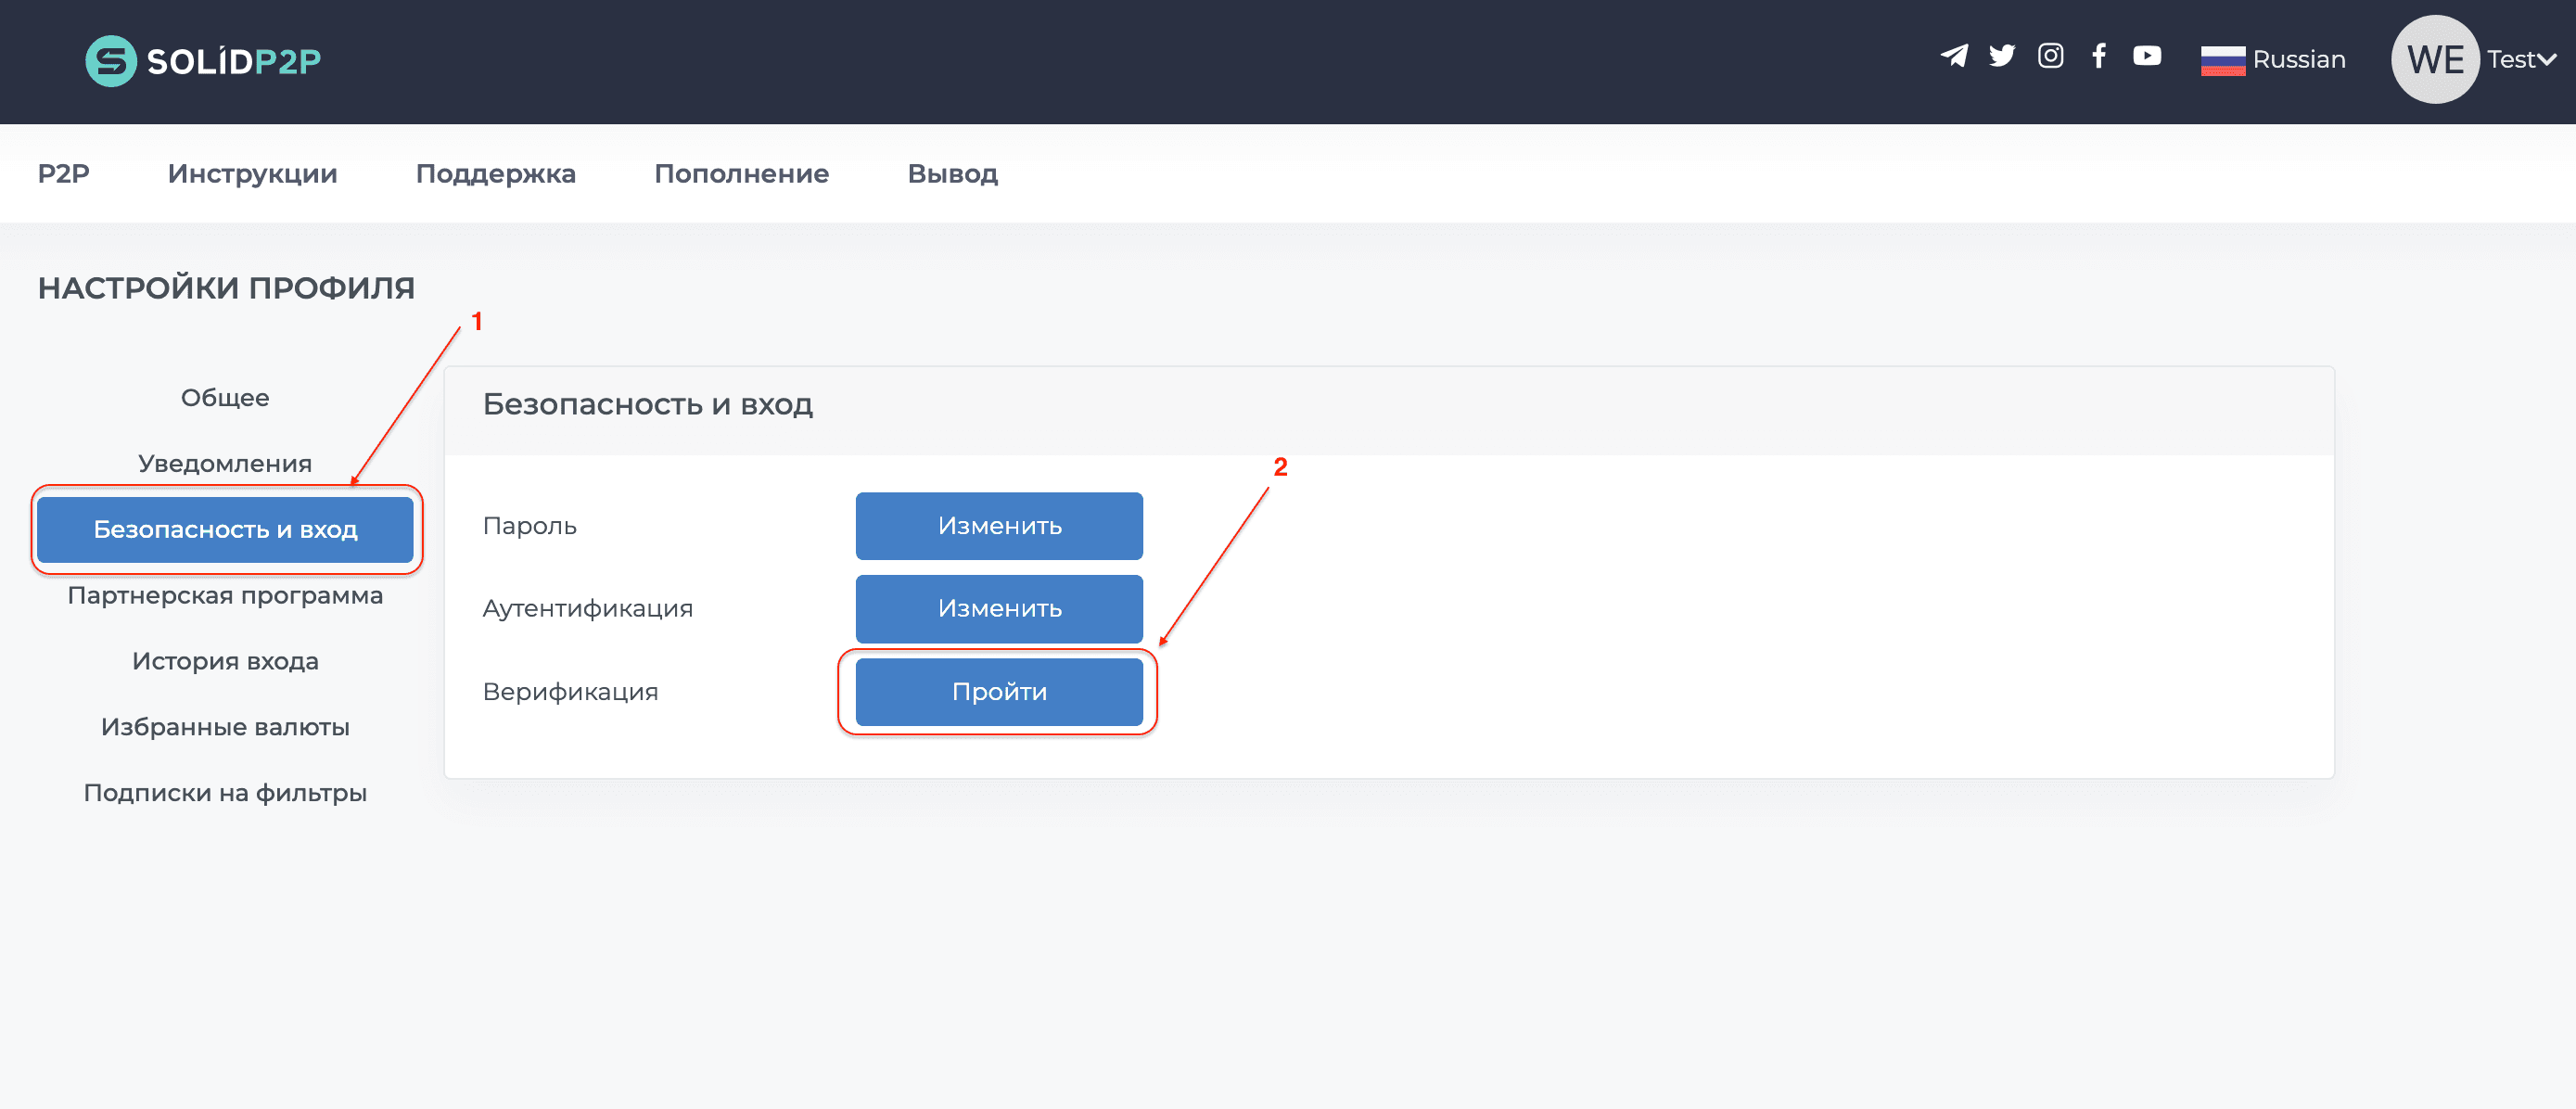 SOLIDP2P
Russian
WE
Test
P2P
Инструкции
Поддержка
Пополнение
Вывод
НАСТРОЙКИ ПРОФИЛЯ
1
Общее
Уведомления
Безопасность и вход
Партнерская программа
История входа
Избранные валюты
Подписки на фильтры
Безопасность и вход
2
Пароль
Изменить
Аутентификация
Изменить
Верификация
Пройти